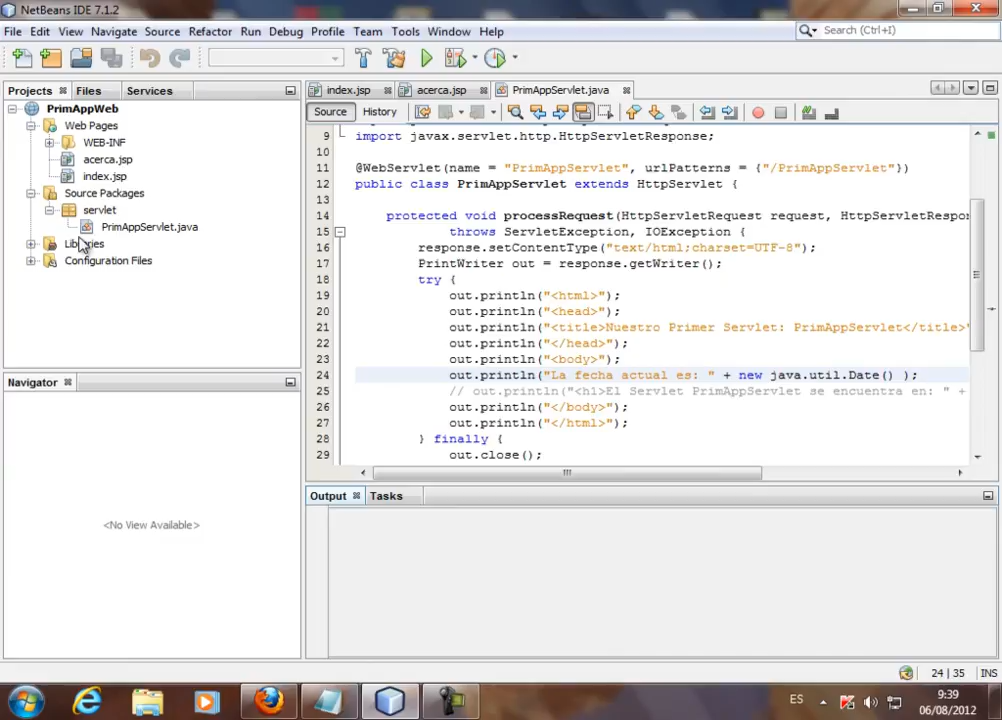 NetBeans IDE 7.1.2
File Edit View Navigate Source Refactor Run Debug Profile Team Tools Window Help
Search (Ctrl+I)
Projects Files Services
index.jsp acerca.jsp PrimAppServlet.java
Source History
PrimAppWeb
Web Pages
WEB-INF
acerca.jsp
index.jsp
Source Packages
servlet
PrimAppServlet.java
Libraries
Configuration Files
9 import javax.servlet.http.HttpServletResponse;
10
11 @WebServlet(name = "PrimAppServlet", urlPatterns = {"/PrimAppServlet"})
12 public class PrimAppServlet extends HttpServlet {
13
14 protected void processRequest(HttpServletRequest request, HttpServletRespo
15 throws ServletException, IOException {
16 response.setContentType("text/html;charset=UTF-8");
17 PrintWriter out = response.getWriter();
18 try {
19 out.println("<html>");
20 out.println("<head>");
21 out.println("<title>Nuestro Primer Servlet: PrimAppServlet</title>"
22 out.println("</head>");
23 out.println("<body>");
24 out.println("La fecha actual es: " + new java.util.Date() );
25 // out.println("<h1>El Servlet PrimAppServlet se encuentra en: " +
26 out.println("</body>");
27 out.println("</html>");
28 } finally {
29 out.close();
Navigator
<No View Available>
Output Tasks
24 | 35 INS
ES
9:39
06/08/2012